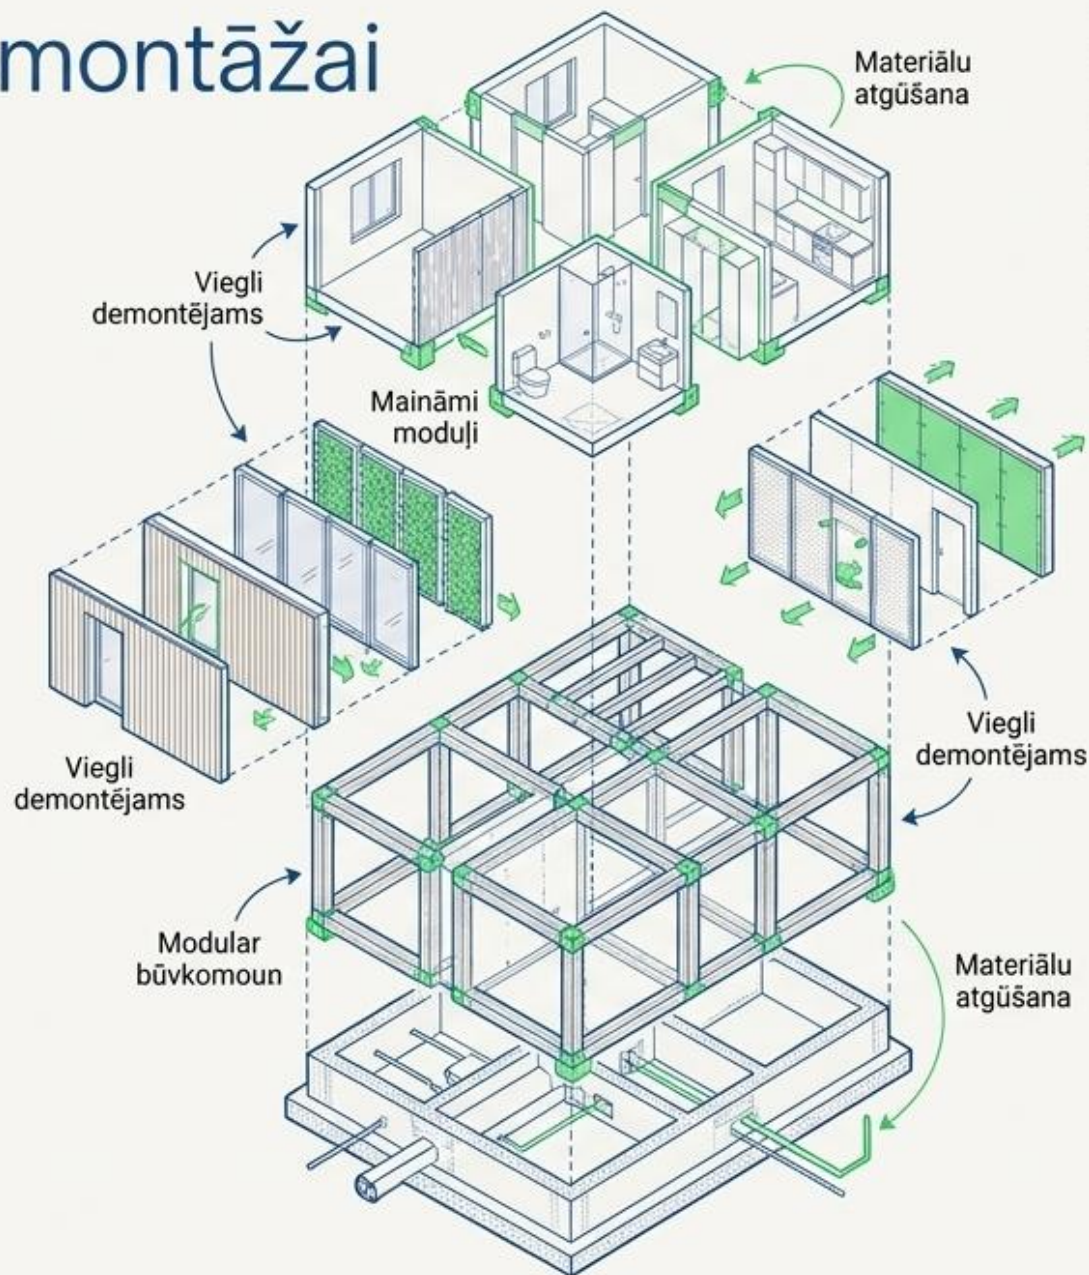 montāžai
Materiālu
atgūšana
Viegli
demontējams
Maināmi
moduļi
Viegli
demontējams
Viegli
demontējams
Modular
būvkomoun
Materiālu
atgūšana